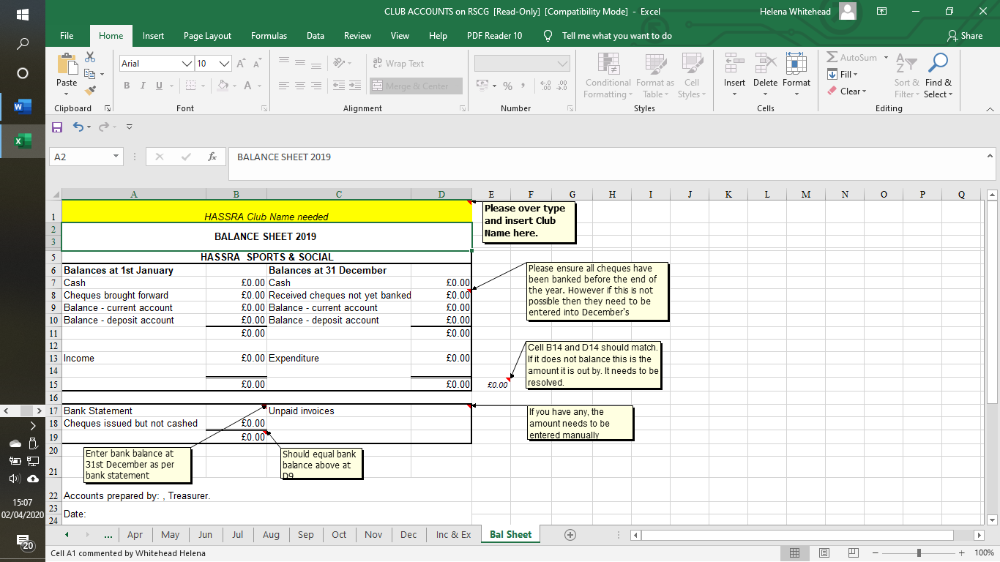 CLUB ACCOUNTS on RSCG [Read-Only] [Compatibility Mode] - Excel
Helena Whitehead
File Home Insert Page Layout Formulas Data Review View Help PDF Reader 10 Tell me what you want to do Share
Paste
Arial 10
B I U A
Wrap Text
Merge & Center
% ,
Conditional Formatting
Format as Table
Cell Styles
Insert Delete Format
AutoSum
Fill
Clear
Sort & Filter
Find & Select
Clipboard Font Alignment Number Styles Cells Editing
A2 fx BALANCE SHEET 2019
A B C D E F G H I J K L M N O P Q
1 HASSRA Club Name needed
Please over type
and insert Club
Name here.
2
BALANCE SHEET 2019
3
5 HASSRA SPORTS & SOCIAL
6 Balances at 1st January Balances at 31 December
7 Cash £0.00 Cash £0.00
8 Cheques brought forward £0.00 Received cheques not yet banked £0.00
9 Balance - current account £0.00 Balance - current account £0.00
10 Balance - deposit account £0.00 Balance - deposit account £0.00
11 £0.00 £0.00
Please ensure all cheques have
been banked before the end of
the year. However if this is not
possible then they need to be
entered into December's
12
13 Income £0.00 Expenditure £0.00
14
15 £0.00 £0.00 £0.00
Cell B14 and D14 should match.
If it does not balance this is the
amount it is out by. It needs to be
resolved.
16
17 Bank Statement Unpaid invoices
18 Cheques issued but not cashed £0.00
19 £0.00
If you have any, the
amount needs to be
entered manually
20
21
Enter bank balance at
31st December as per
bank statement
Should equal bank
balance above at
D9
22 Accounts prepared by: , Treasurer.
23
Date:
24
... Apr May Jun Jul Aug Sep Oct Nov Dec Inc & Ex Bal Sheet
Cell A1 commented by Whitehead Helena
100%
15:07
02/04/2020
20